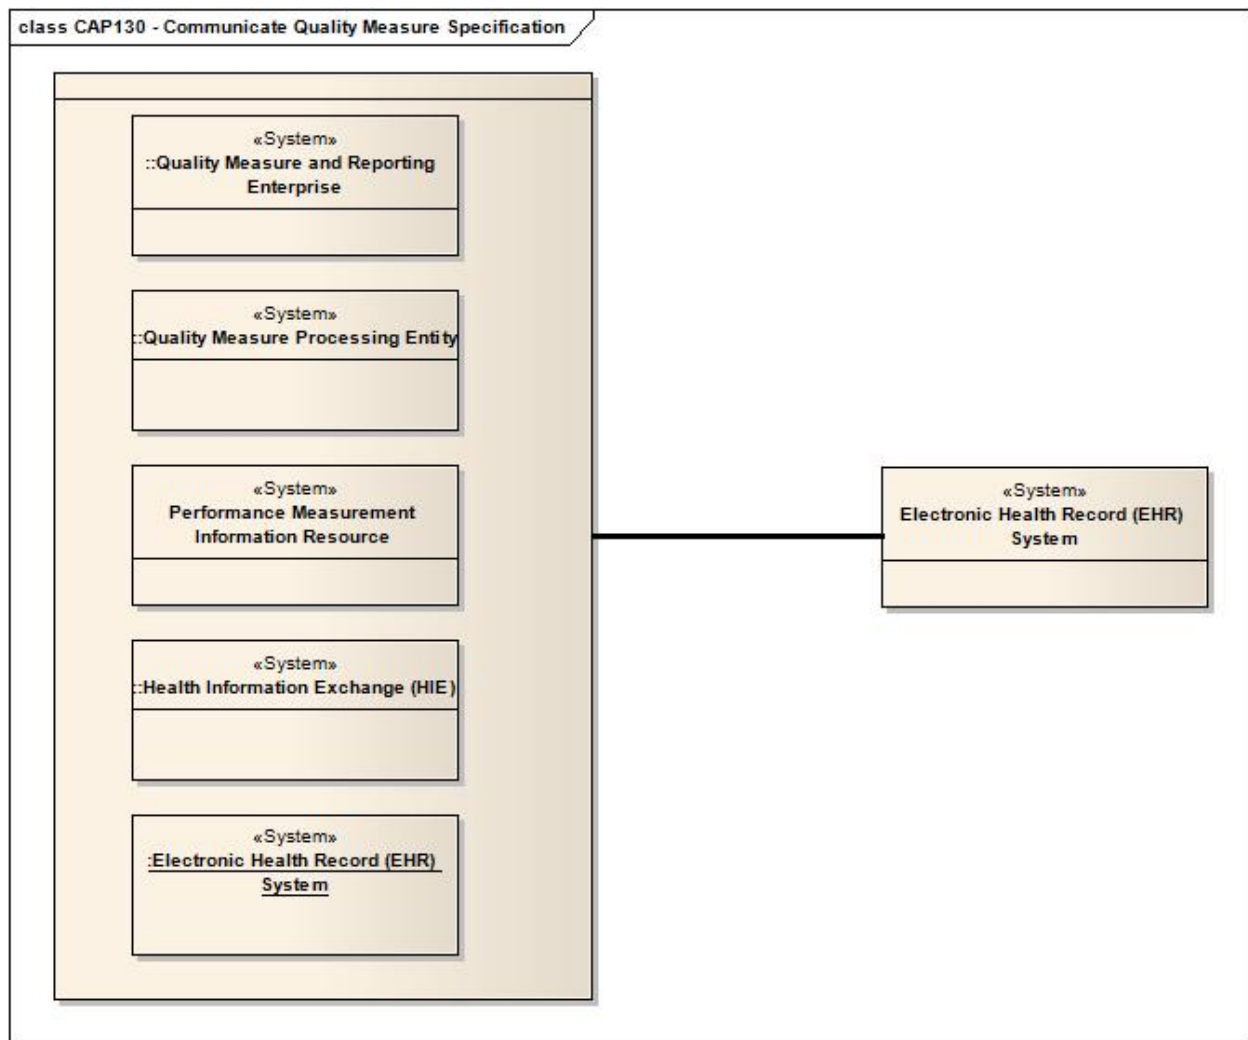 class CAP130 - Communicate Quality Measure Specification
«System»
::Quality Measure and Reporting
Enterprise
«System»
::Quality Measure Processing Entity
«System»
Performance Measurement
Information Resource
«System»
::Health Information Exchange (HIE)
«System»
:Electronic Health Record (EHR)
System
«System»
Electronic Health Record (EHR)
System